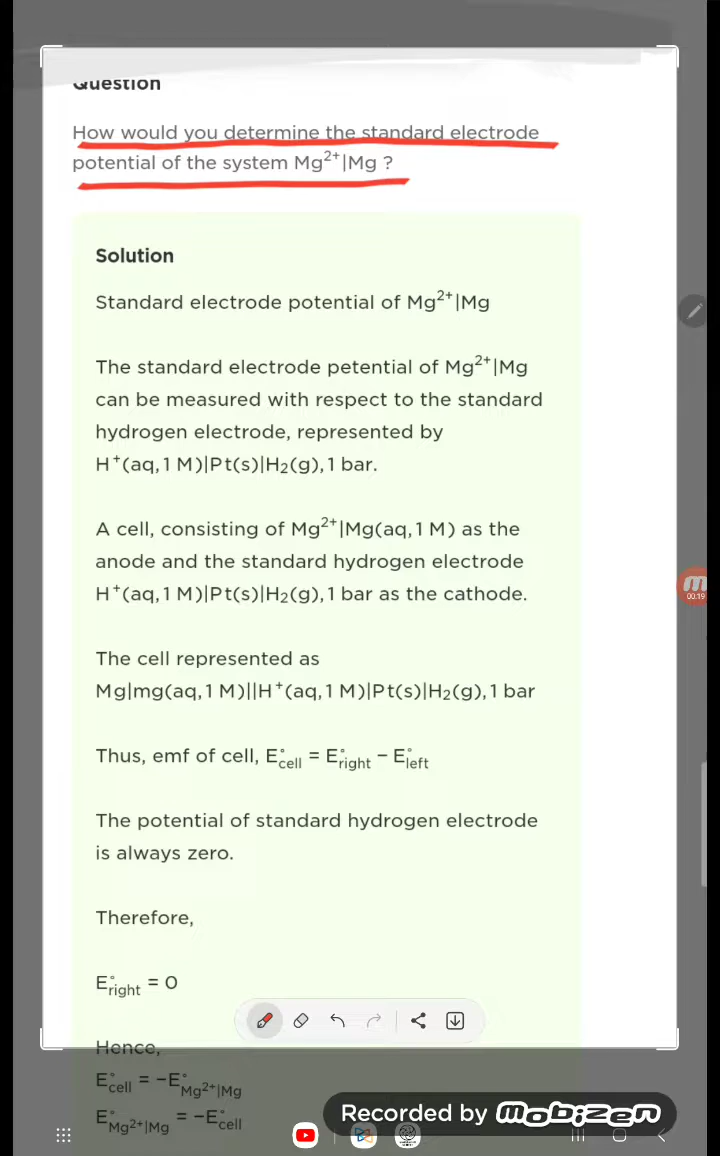 Question
How would you determine the standard electrode
potential of the system Mg²⁺|Mg ?
Solution
Standard electrode potential of Mg²⁺|Mg
The standard electrode petential of Mg²⁺|Mg
can be measured with respect to the standard
hydrogen electrode, represented by
H⁺(aq,1 M)|Pt(s)|H₂(g),1 bar.
A cell, consisting of Mg²⁺|Mg(aq,1 M) as the
anode and the standard hydrogen electrode
H⁺(aq,1 M)|Pt(s)|H₂(g),1 bar as the cathode.
The cell represented as
Mg|mg(aq,1 M)||H⁺(aq,1 M)|Pt(s)|H₂(g),1 bar
Thus, emf of cell, E°cell = E°right − E°left
The potential of standard hydrogen electrode
is always zero.
Therefore,
E°right = 0
Hence,
E°cell = −E°Mg²⁺|Mg
E°Mg²⁺|Mg = −E°cell
00:19
Recorded by mobizen